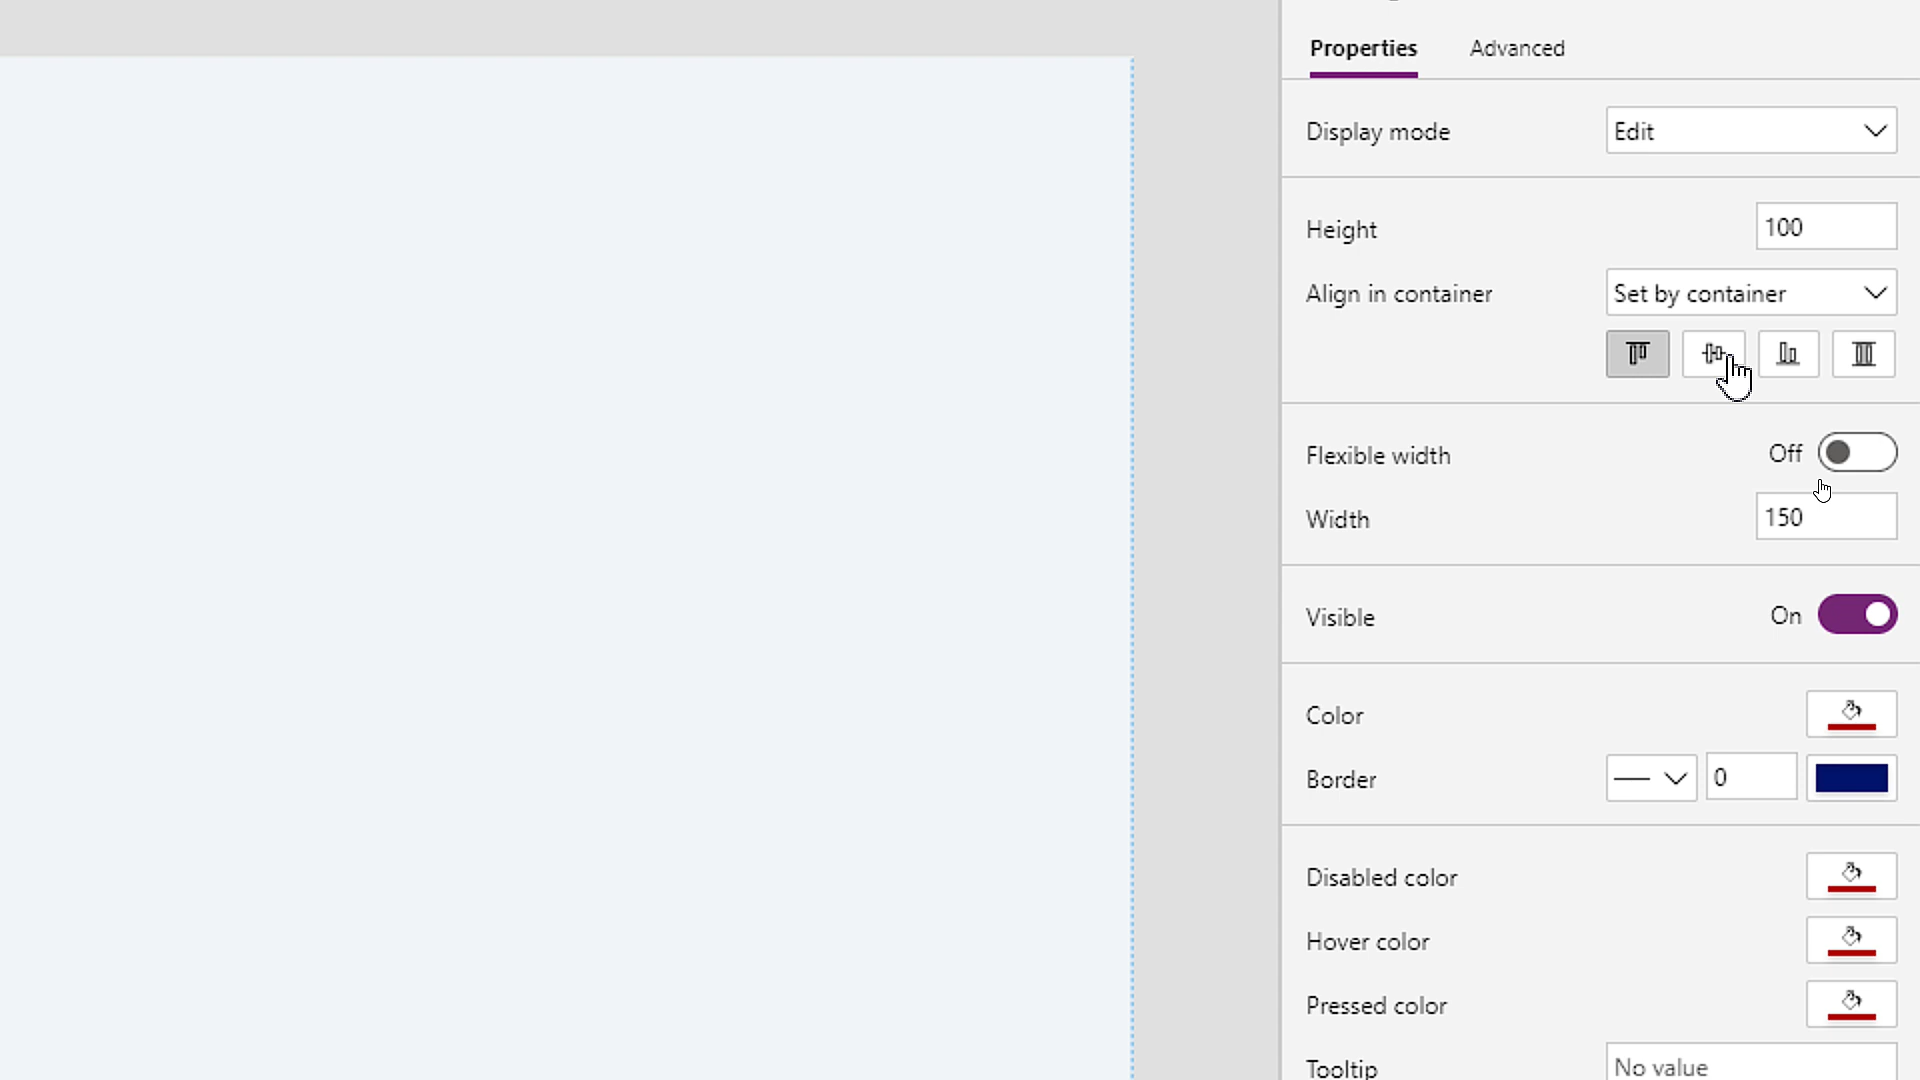 Properties Advanced
Display mode Edit
Height 100
Align in container Set by container
Flexible width Off
Width 150
Visible On
Color
Border 0
Disabled color
Hover color
Pressed color
Tooltip No value